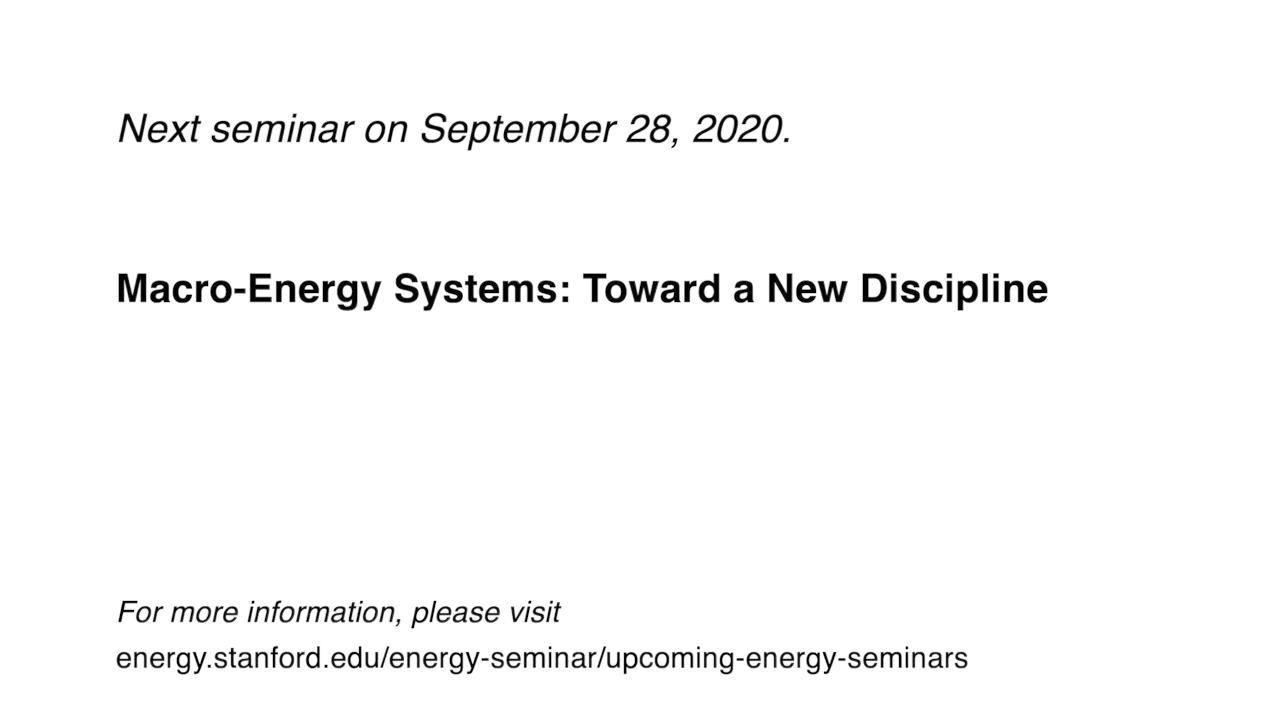 Next seminar on September 28, 2020.
Macro-Energy Systems: Toward a New Discipline
For more information, please visit
energy.stanford.edu/energy-seminar/upcoming-energy-seminars